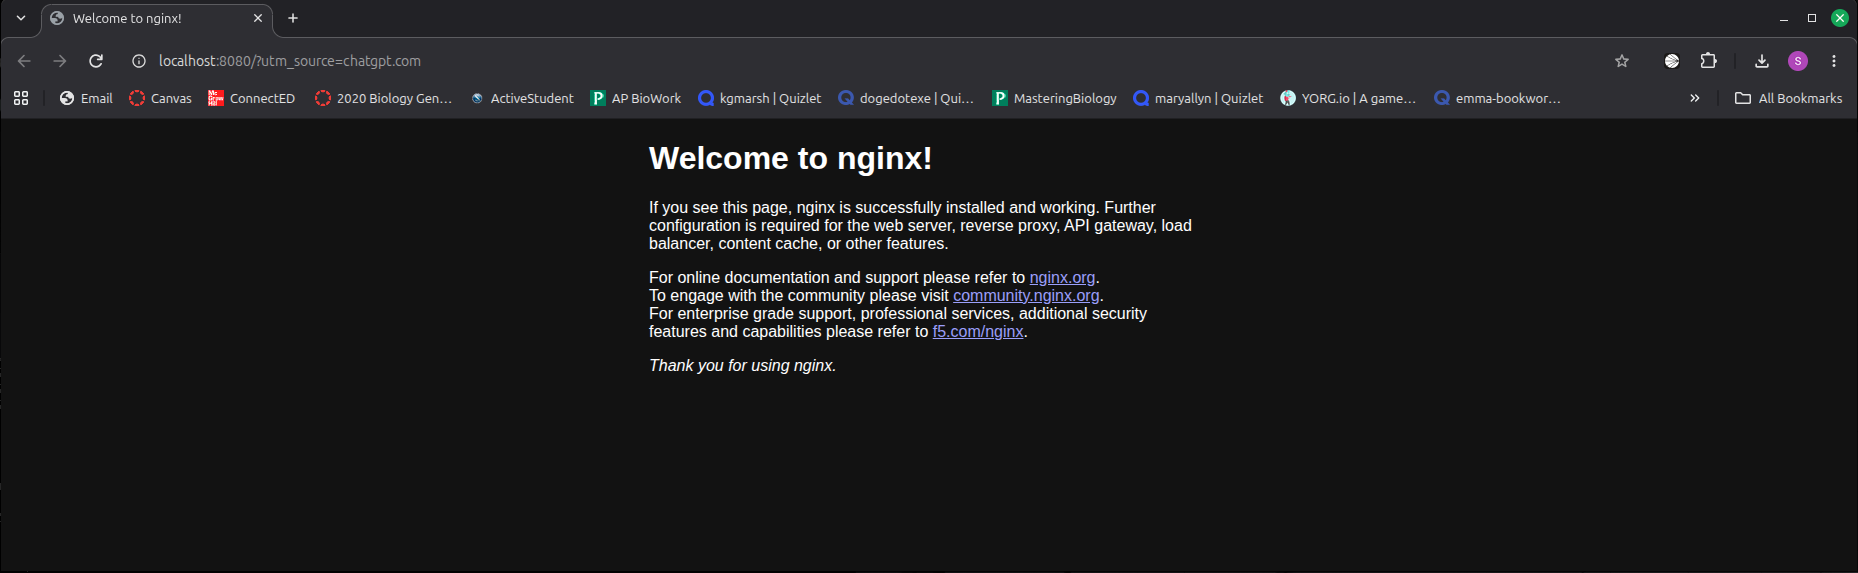 Welcome to nginx!
localhost:8080/?utm_source=chatgpt.com
S
Email
Canvas
Mc Graw Hill
ConnectED
2020 Biology Gen...
ActiveStudent
P
AP BioWork
kgmarsh | Quizlet
dogedotexe | Qui...
P
MasteringBiology
maryallyn | Quizlet
YORG.io | A game...
emma-bookwor...
All Bookmarks
Welcome to nginx!
If you see this page, nginx is successfully installed and working. Further
configuration is required for the web server, reverse proxy, API gateway, load
balancer, content cache, or other features.
For online documentation and support please refer to nginx.org.
To engage with the community please visit community.nginx.org.
For enterprise grade support, professional services, additional security
features and capabilities please refer to f5.com/nginx.
Thank you for using nginx.